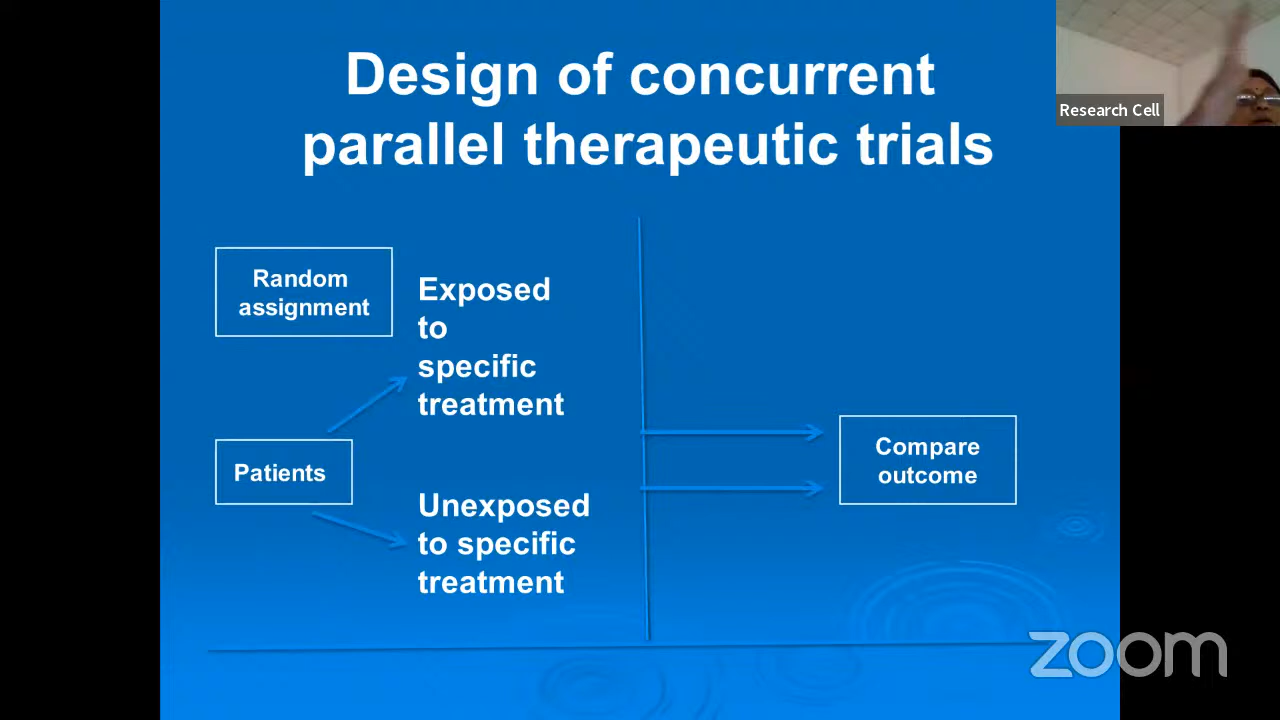 Design of concurrent
parallel therapeutic trials
Research Cell
Random
assignment
Exposed
to
specific
treatment
Patients
Unexposed
to specific
treatment
Compare
outcome
zoom